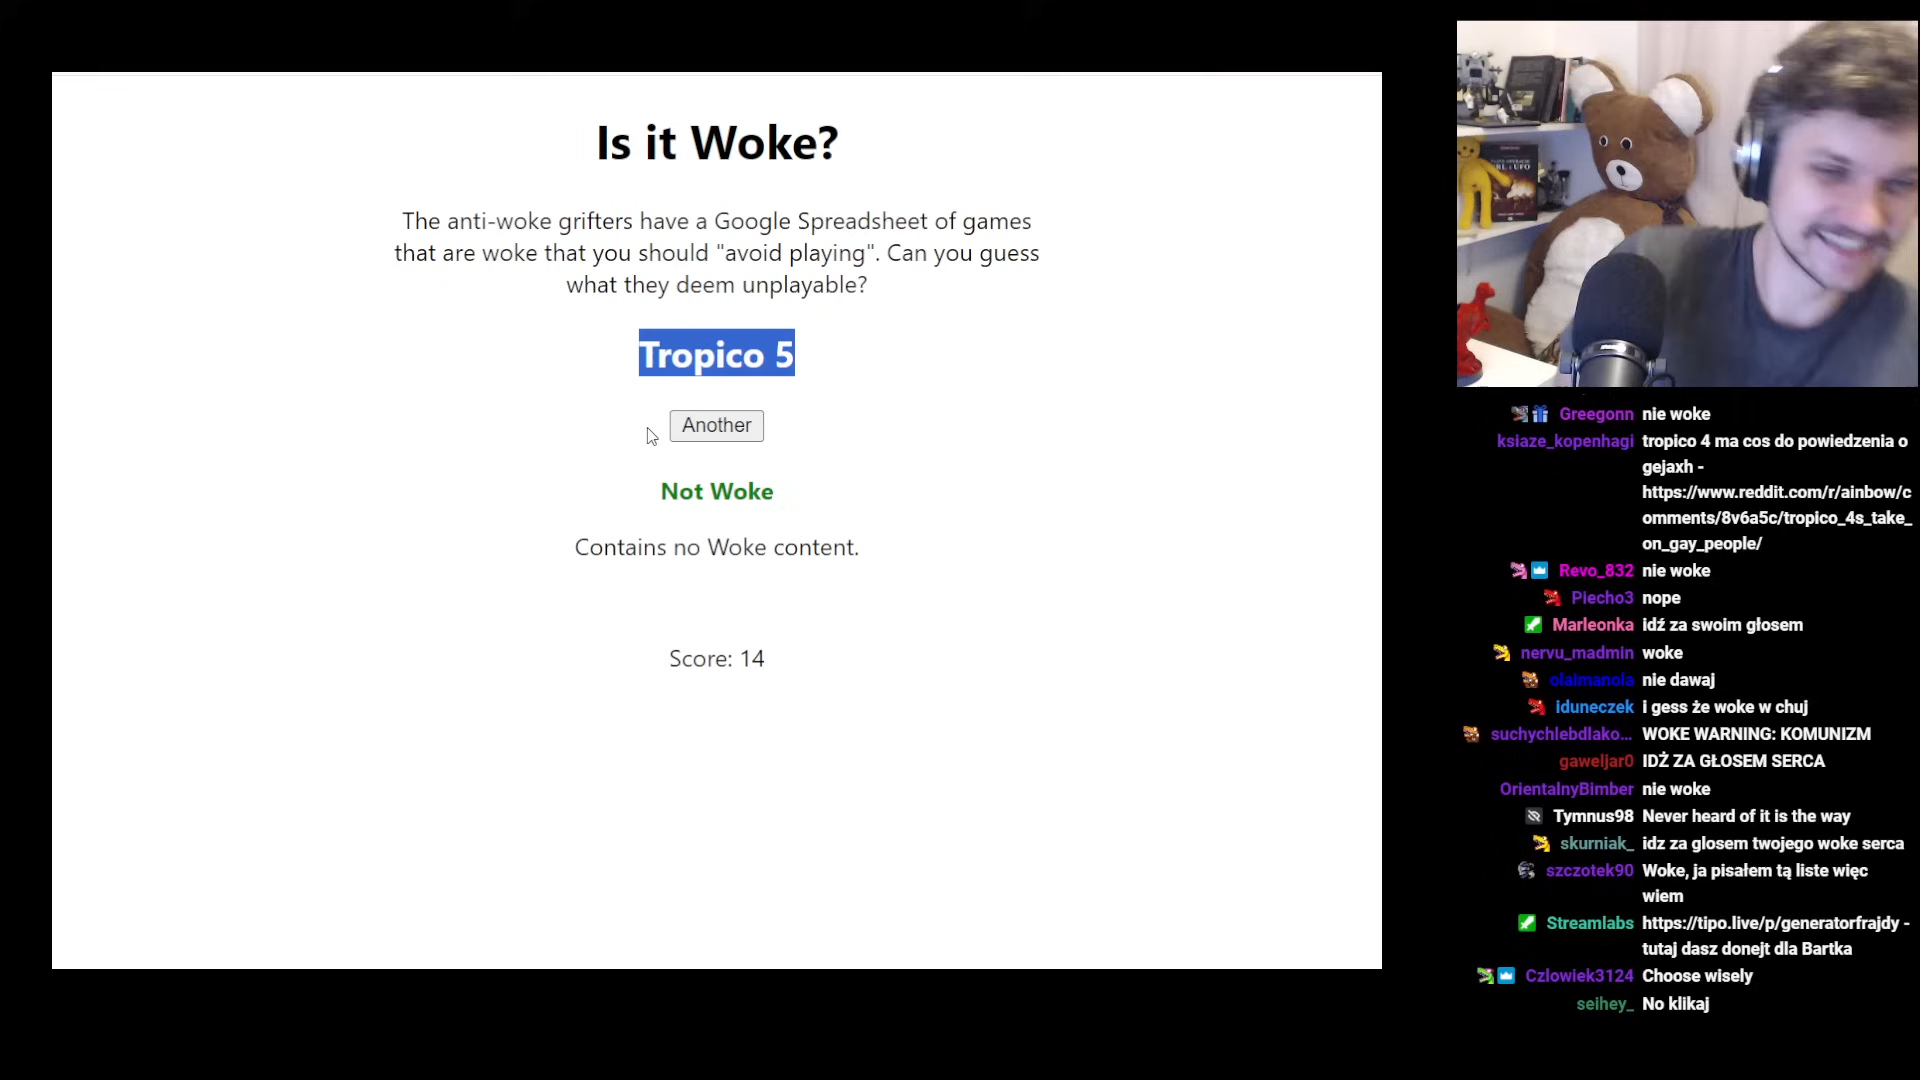 Is it Woke?
The anti-woke grifters have a Google Spreadsheet of games
that are woke that you should "avoid playing". Can you guess
what they deem unplayable?
Tropico 5
Another
Not Woke
Contains no Woke content.
Score: 14
Greegonn nie woke
ksiaze_kopenhagi tropico 4 ma cos do powiedzenia o
gejaxh -
https://www.reddit.com/r/ainbow/c
omments/8v6a5c/tropico_4s_take_
on_gay_people/
Revo_832 nie woke
Piecho3 nope
Marleonka idź za swoim głosem
nervu_madmin woke
olaimanola nie dawaj
iduneczek i gess że woke w chuj
suchychlebdlako... WOKE WARNING: KOMUNIZM
gaweljar0 IDŻ ZA GŁOSEM SERCA
OrientalnyBimber nie woke
Tymnus98 Never heard of it is the way
skurniak_ idz za glosem twojego woke serca
szczotek90 Woke, ja pisałem tą liste więc
wiem
Streamlabs https://tipo.live/p/generatorfrajdy -
tutaj dasz donejt dla Bartka
Czlowiek3124 Choose wisely
seihey_ No klikaj